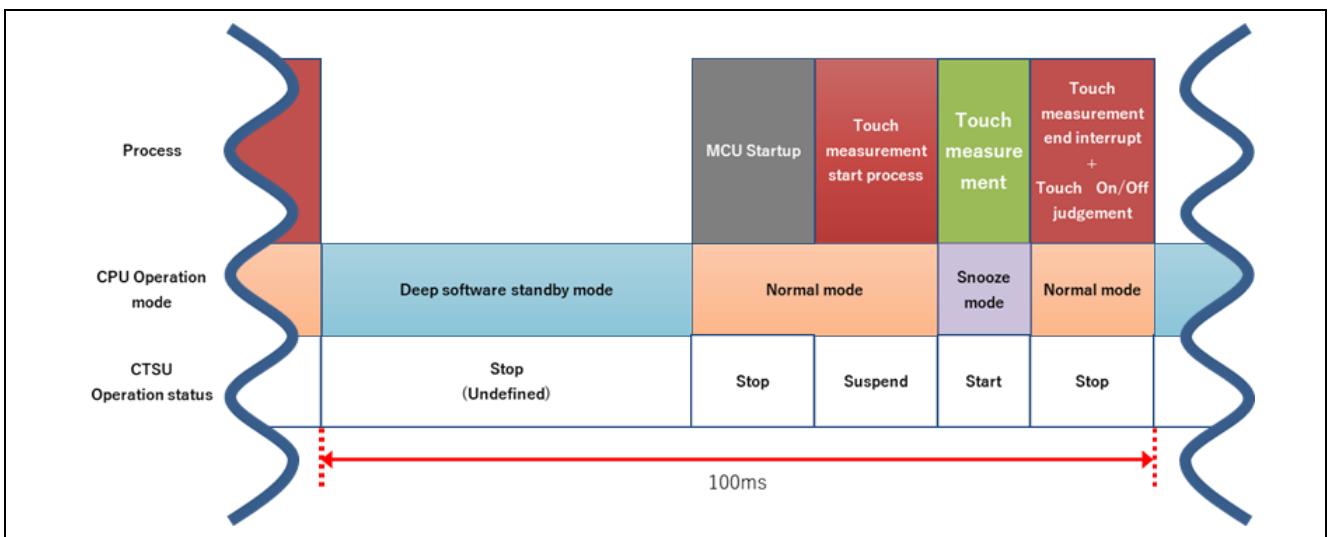 Process
MCU Startup
Touch
measurement
start process
Touch
measure
ment
Touch
measurement
end interrupt
+
Touch On/Off
judgement
CPU Operation
mode
Deep software standby mode
Normal mode
Snooze
mode
Normal mode
CTSU
Operation status
Stop
(Undefined)
Stop
Suspend
Start
Stop
100ms